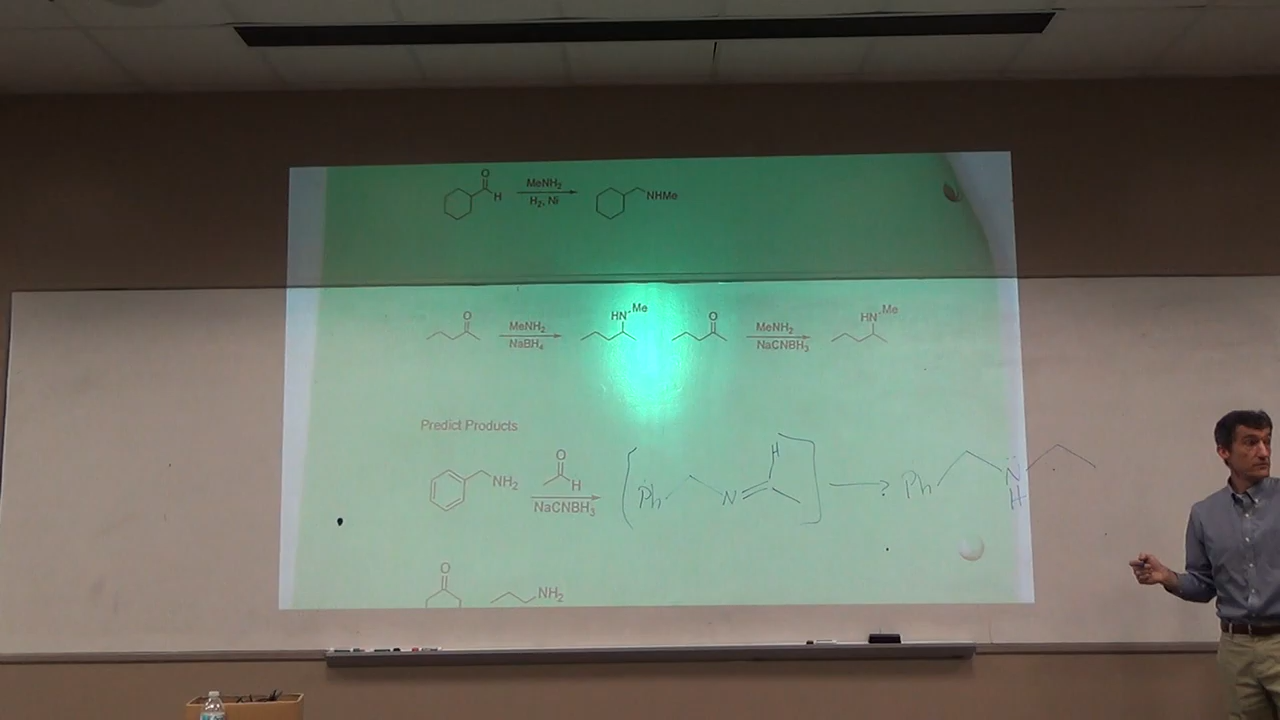 O
H
MeNH₂
H₂, Ni
NHMe
O
MeNH₂
NaBH₄
HN
Me
O
MeNH₂
NaCNBH₃
HN
Me
Predict Products
NH₂
O
H
NaCNBH₃
Ph
N
H
Ph
N
H
O
NH₂